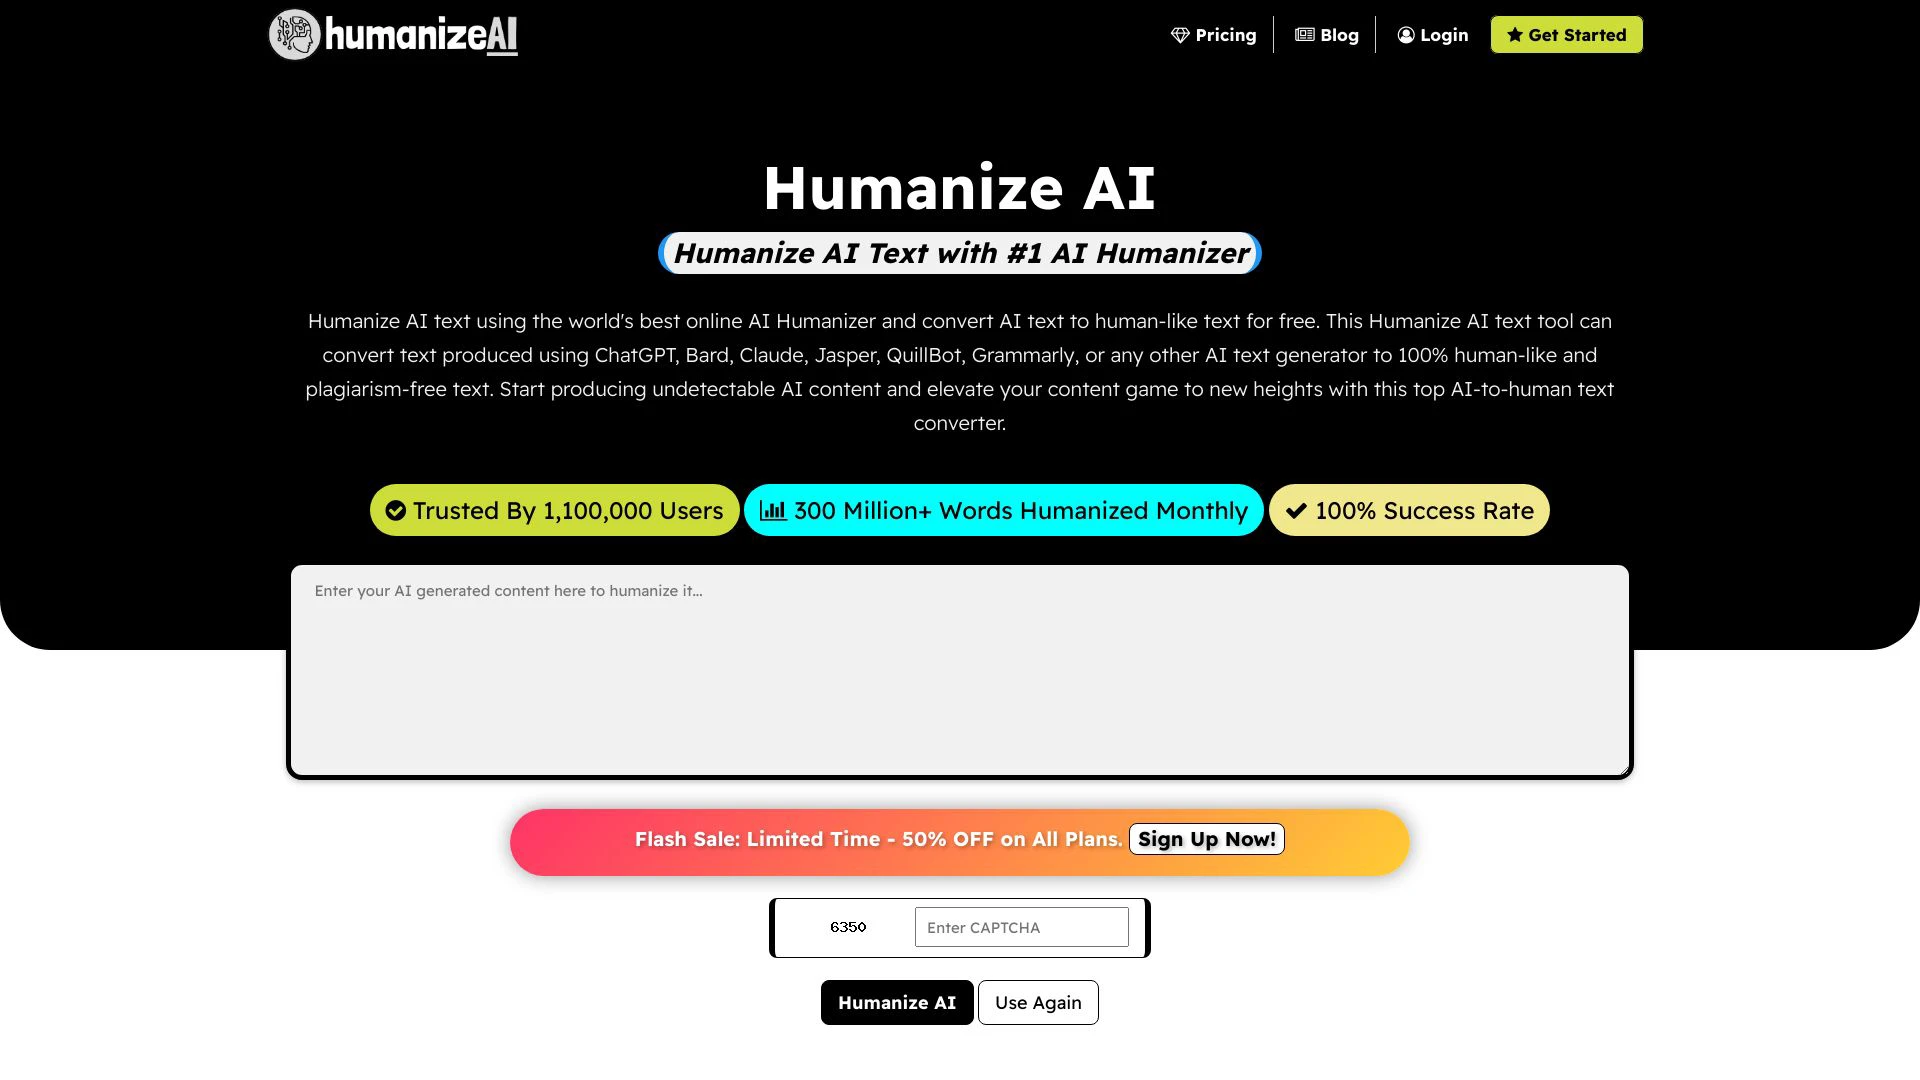 humanizeAI
Pricing
Blog
Login
Get Started
Humanize AI
Humanize AI Text with #1 AI Humanizer
Humanize AI text using the world's best online AI Humanizer and convert AI text to human-like text for free. This Humanize AI text tool can
convert text produced using ChatGPT, Bard, Claude, Jasper, QuillBot, Grammarly, or any other AI text generator to 100% human-like and
plagiarism-free text. Start producing undetectable AI content and elevate your content game to new heights with this top AI-to-human text
converter.
Trusted By 1,100,000 Users
300 Million+ Words Humanized Monthly
100% Success Rate
Enter your AI generated content here to humanize it...
Flash Sale: Limited Time - 50% OFF on All Plans. Sign Up Now!
6350
Enter CAPTCHA
Humanize AI
Use Again